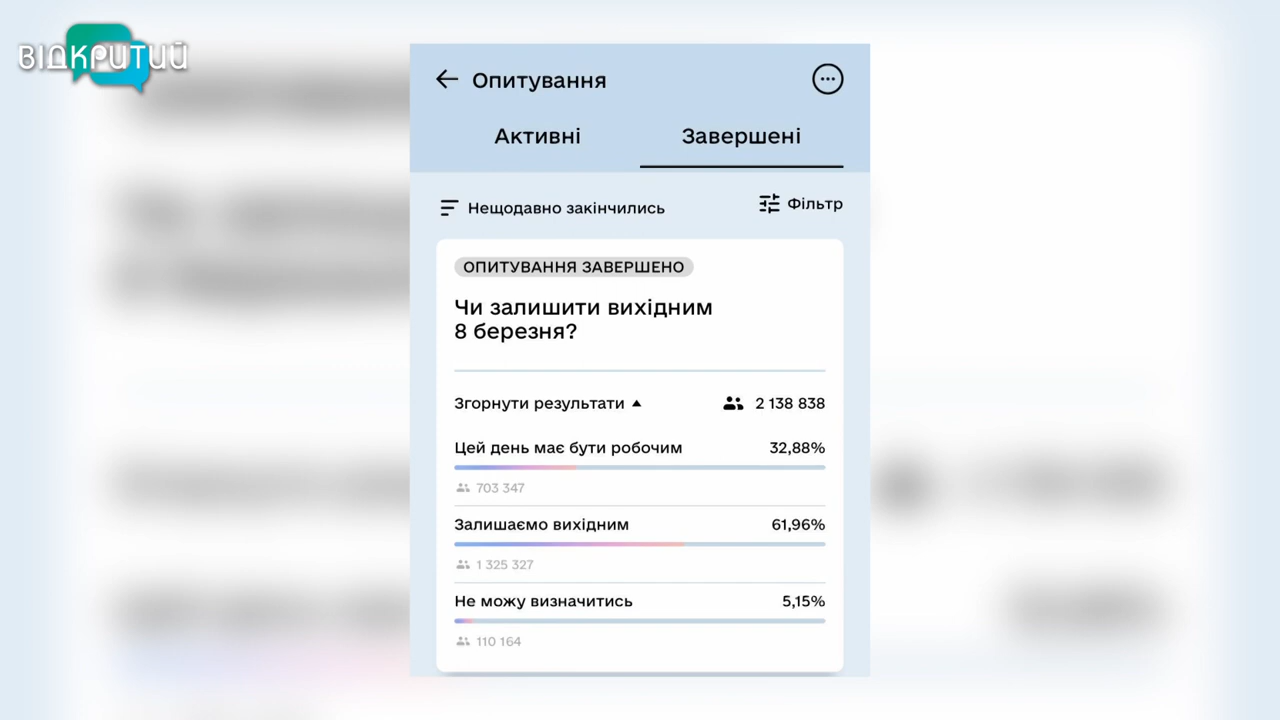 ВІДКРИТИЙ
Опитування
Активні
Завершені
Нещодавно закінчились
Фільтр
ОПИТУВАННЯ ЗАВЕРШЕНО
Чи залишити вихідним
8 березня?
Згорнути результати 2 138 838
Цей день має бути робочим 32,88%
703 347
Залишаємо вихідним 61,96%
1 325 327
Не можу визначитись 5,15%
110 164